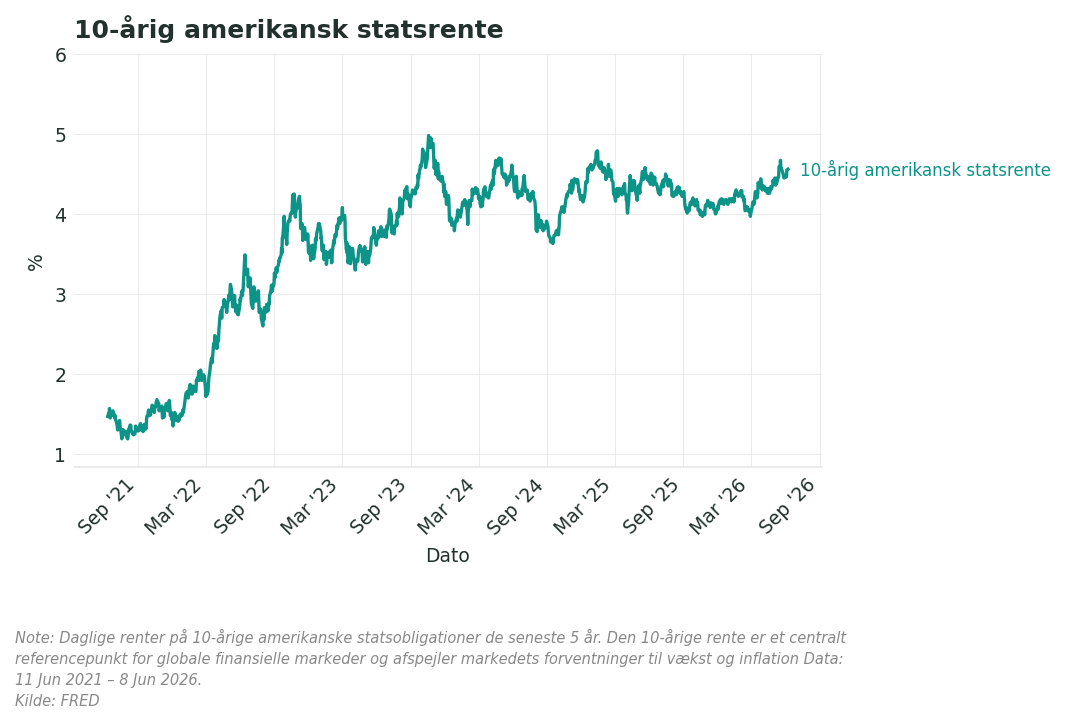 10-årig amerikansk statsrente
6
5
4
3
2
1
%
10-årig amerikansk statsrente
Sep '21
Mar '22
Sep '22
Mar '23
Sep '23
Mar '24
Sep '24
Mar '25
Sep '25
Mar '26
Sep '26
Dato
Note: Daglige renter på 10-årige amerikanske statsobligationer de seneste 5 år. Den 10-årige rente er et centralt
referencepunkt for globale finansielle markeder og afspejler markedets forventninger til vækst og inflation Data:
11 Jun 2021 – 8 Jun 2026.
Kilde: FRED